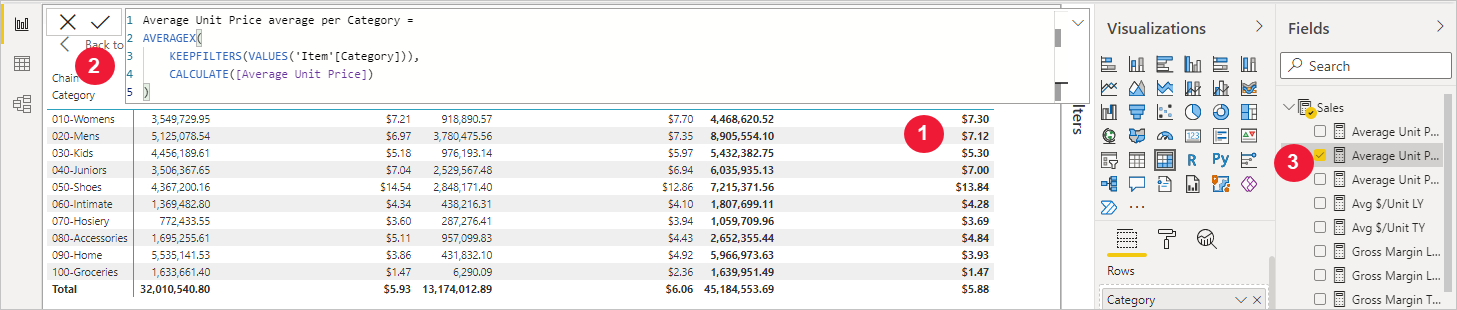 1 Average Unit Price average per Category =
2 AVERAGEX(
3 KEEPFILTERS(VALUES('Item'[Category])),
4 CALCULATE([Average Unit Price])
5 )
Back to
2
Chain
Category
010-Womens 3,549,729.95 $7.21 918,890.57 $7.70 4,468,620.52 $7.30
020-Mens 5,125,078.54 $6.97 3,780,475.56 $7.35 8,905,554.10 $7.12
030-Kids 4,456,189.61 $5.18 976,193.14 $5.97 5,432,382.75 $5.30
040-Juniors 3,506,367.65 $7.04 2,529,567.48 $6.94 6,035,935.13 $7.00
050-Shoes 4,367,200.16 $14.54 2,848,171.40 $12.86 7,215,371.56 $13.84
060-Intimate 1,369,482.80 $4.34 438,216.31 $4.10 1,807,699.11 $4.28
070-Hosiery 772,433.55 $3.60 287,276.41 $3.94 1,059,709.96 $3.69
080-Accessories 1,695,255.61 $5.11 957,099.83 $4.43 2,652,355.44 $4.84
090-Home 5,535,141.53 $3.86 431,832.10 $4.92 5,966,973.63 $3.93
100-Groceries 1,633,661.40 $1.47 6,290.09 $2.36 1,639,951.49 $1.47
Total 32,010,540.80 $5.93 13,174,012.89 $6.06 45,184,553.69 $5.88
1
lters
Visualizations
R
Py
Rows
Category
Fields
Search
Sales
Average Unit P...
3
Average Unit P...
Average Unit P...
Avg $/Unit LY
Avg $/Unit TY
Gross Margin L...
Gross Margin L...
Gross Margin T...